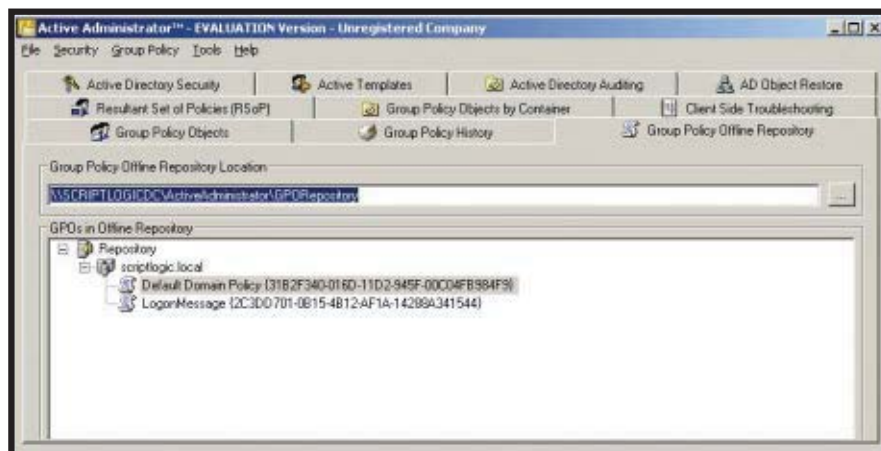 Active Administrator™ - EVALUATION Version - Unregistered Company
File Security Group Policy Tools Help
Active Directory Security Active Templates Active Directory Auditing AD Object Restore
Resultant Set of Policies (RSoP) Group Policy Objects by Container Client Side Troubleshooting
Group Policy Objects Group Policy History Group Policy Offline Repository
Group Policy Offline Repository Location
\\SCRIPTLOGICDC\ActiveAdministrator\GPORepository
...
GPOs in Offline Repository
Repository
scriptlogic.local
Default Domain Policy {31B2F340-016D-11D2-945F-00C04FB984F9}
LogonMessage {2C3DD701-0B15-4B12-AF1A-14288A341544}